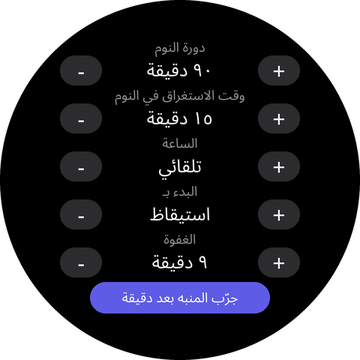 دورة النوم
- ٩٠ دقيقة +
وقت الاستغراق في النوم
- ١٥ دقيقة +
الساعة
- تلقائي +
البدء بـ
- استيقاظ +
الغفوة
- ٩ دقيقة +
جرّب المنبه بعد دقيقة